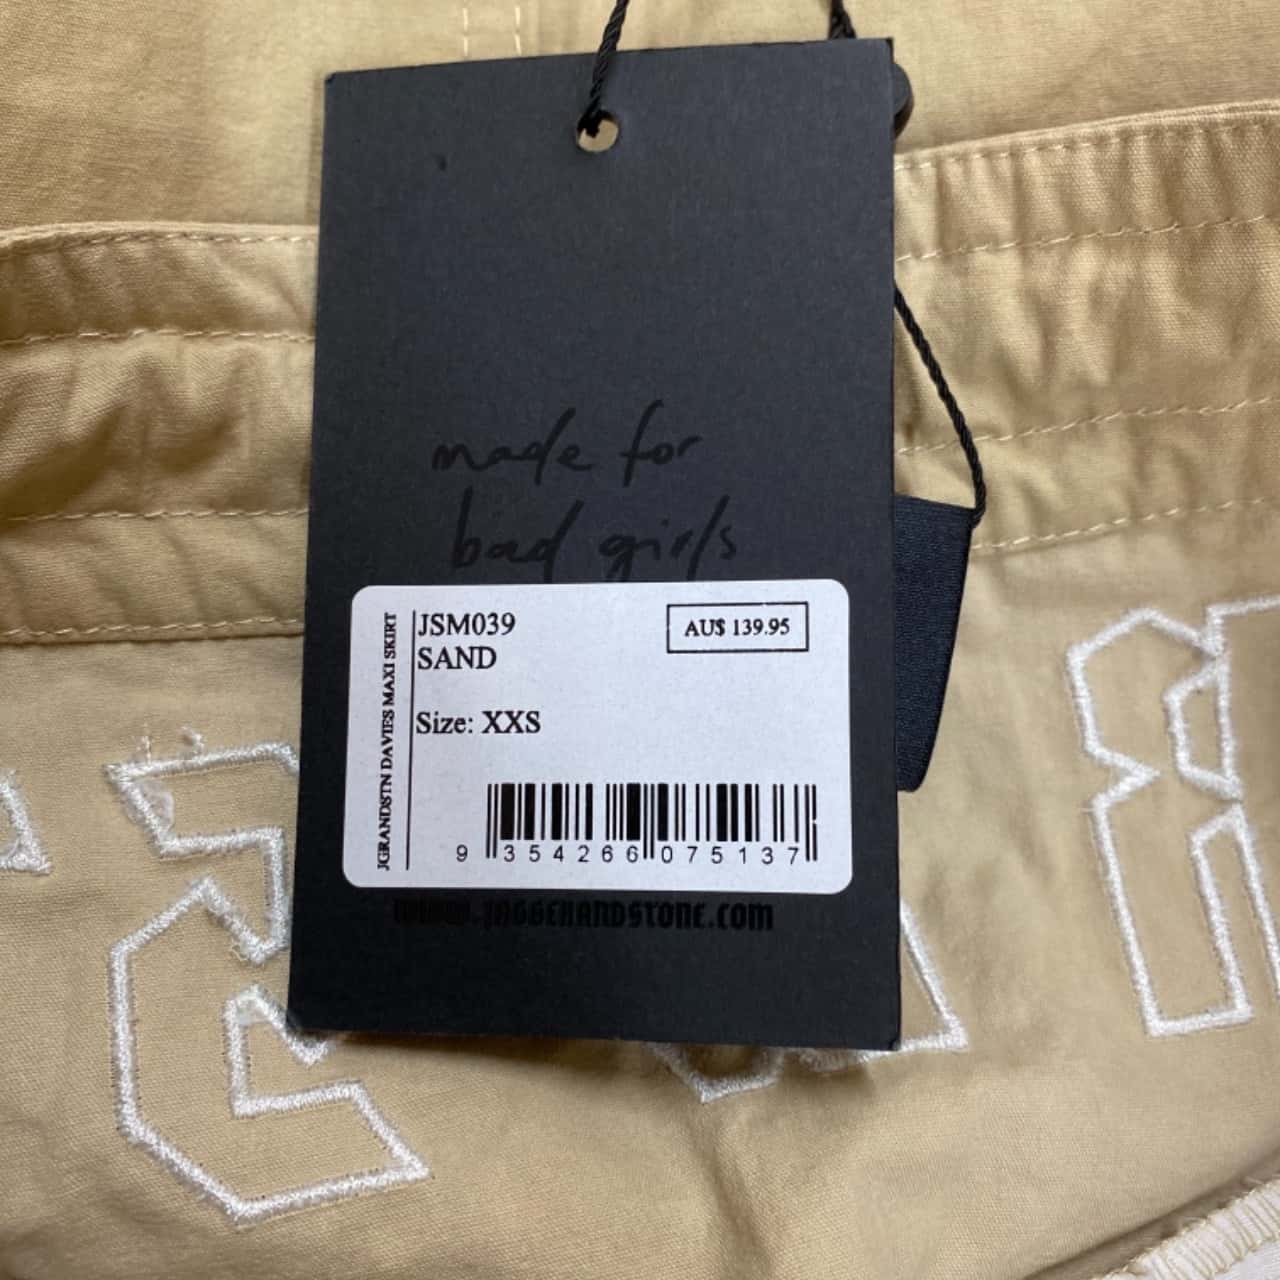 made for
bad girls
JGRANDSTN DAVIES MAXI SKIRT
JSM039
SAND
AU$ 139.95
Size: XXS
9 354266 075137
www.jaggerandstone.com